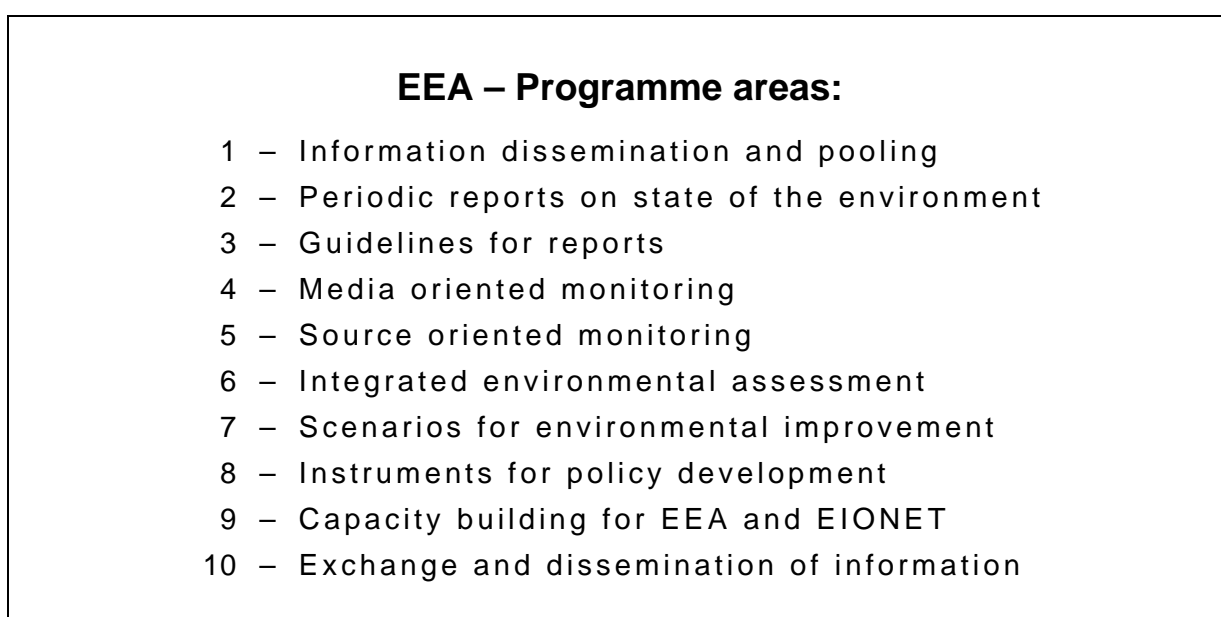 EEA – Programme areas:
1 – Information dissemination and pooling
2 – Periodic reports on state of the environment
3 – Guidelines for reports
4 – Media oriented monitoring
5 – Source oriented monitoring
6 – Integrated environmental assessment
7 – Scenarios for environmental improvement
8 – Instruments for policy development
9 – Capacity building for EEA and EIONET
10 – Exchange and dissemination of information